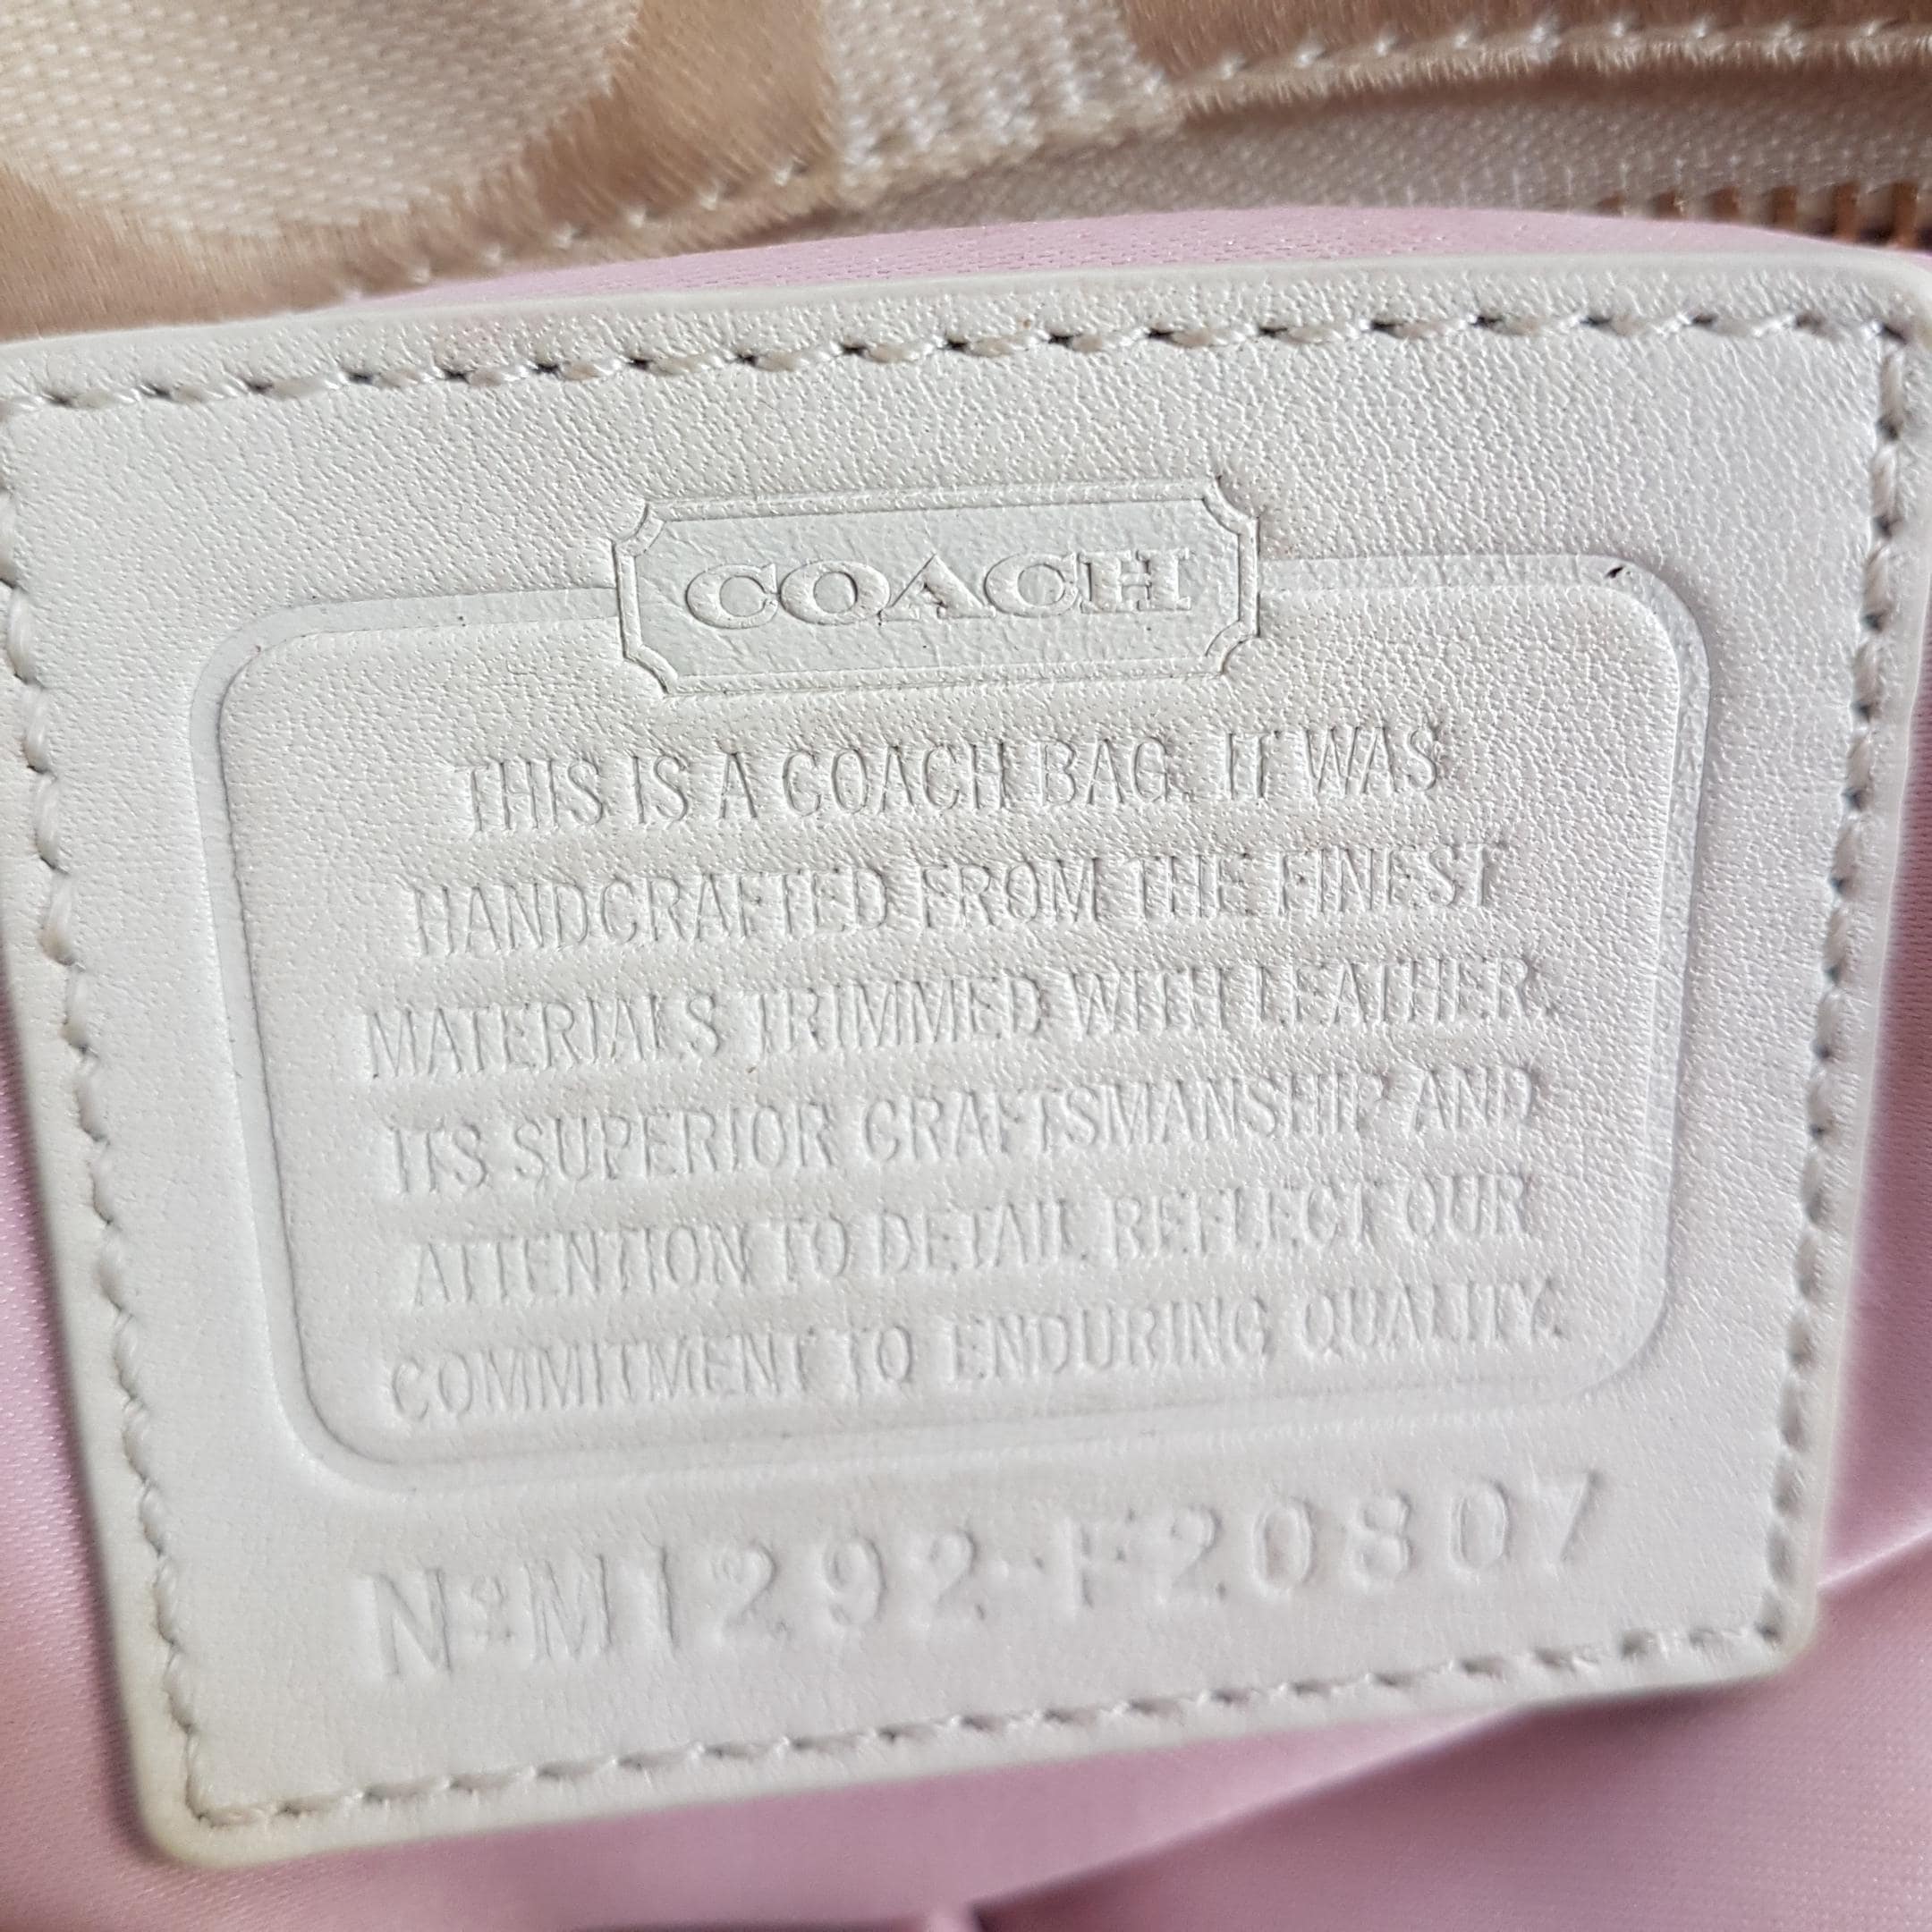 COACH
THIS IS A COACH BAG. IT WAS
HANDCRAFTED FROM THE FINEST
MATERIALS TRIMMED WITH LEATHER.
ITS SUPERIOR CRAFTSMANSHIP AND
ATTENTION TO DETAIL REFLECT OUR
COMMITMENT TO ENDURING QUALITY.
Nº M1292-F20807